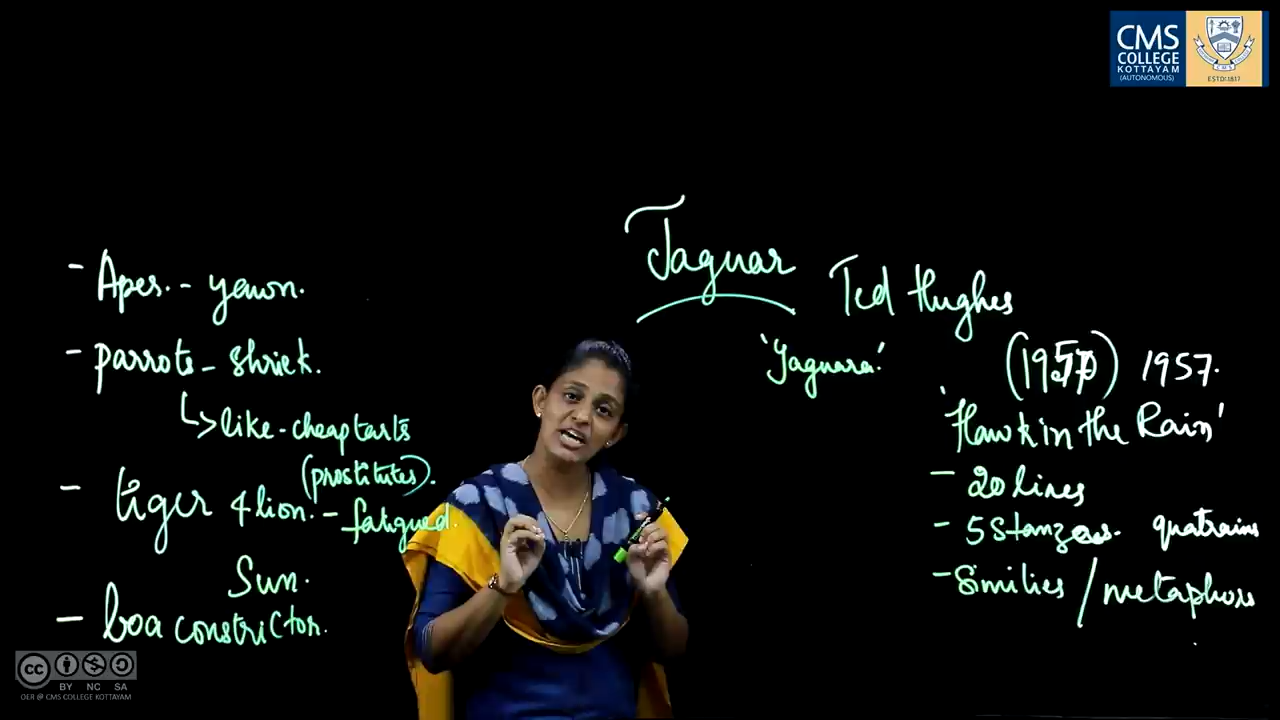 CMS
COLLEGE
KOTTAYAM
(AUTONOMOUS)
ESTD:1817
Jaguar
Ted Hughes
'Yaguara'
(1957) 1957.
'Hawk in the Rain'
- 20 lines
- 5 Stanzas. quatrains
- Similies / metaphors
- Apes. - yawn.
- parrots - shriek.
↳ like - cheap tarts
(prostitutes).
- tiger & lion. - fatigued.
Sun.
- boa constrictor.
cc
BY NC SA
OER @ CMS COLLEGE KOTTAYAM